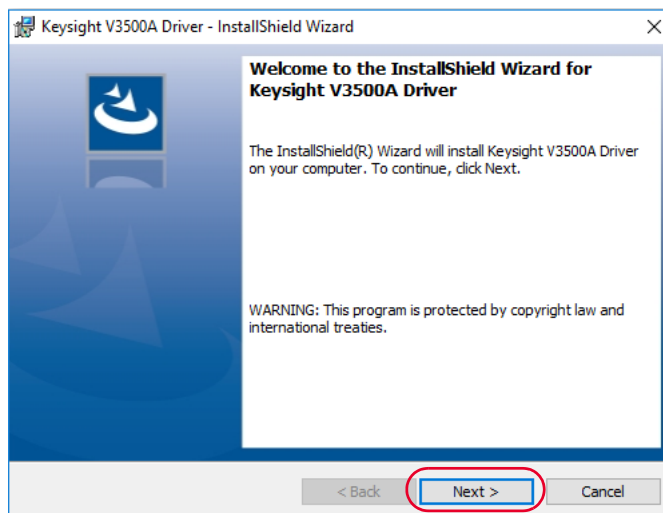 Keysight V3500A Driver - InstallShield Wizard
Welcome to the InstallShield Wizard for
Keysight V3500A Driver
The InstallShield(R) Wizard will install Keysight V3500A Driver
on your computer. To continue, click Next.
WARNING: This program is protected by copyright law and
international treaties.
< Back Next > Cancel